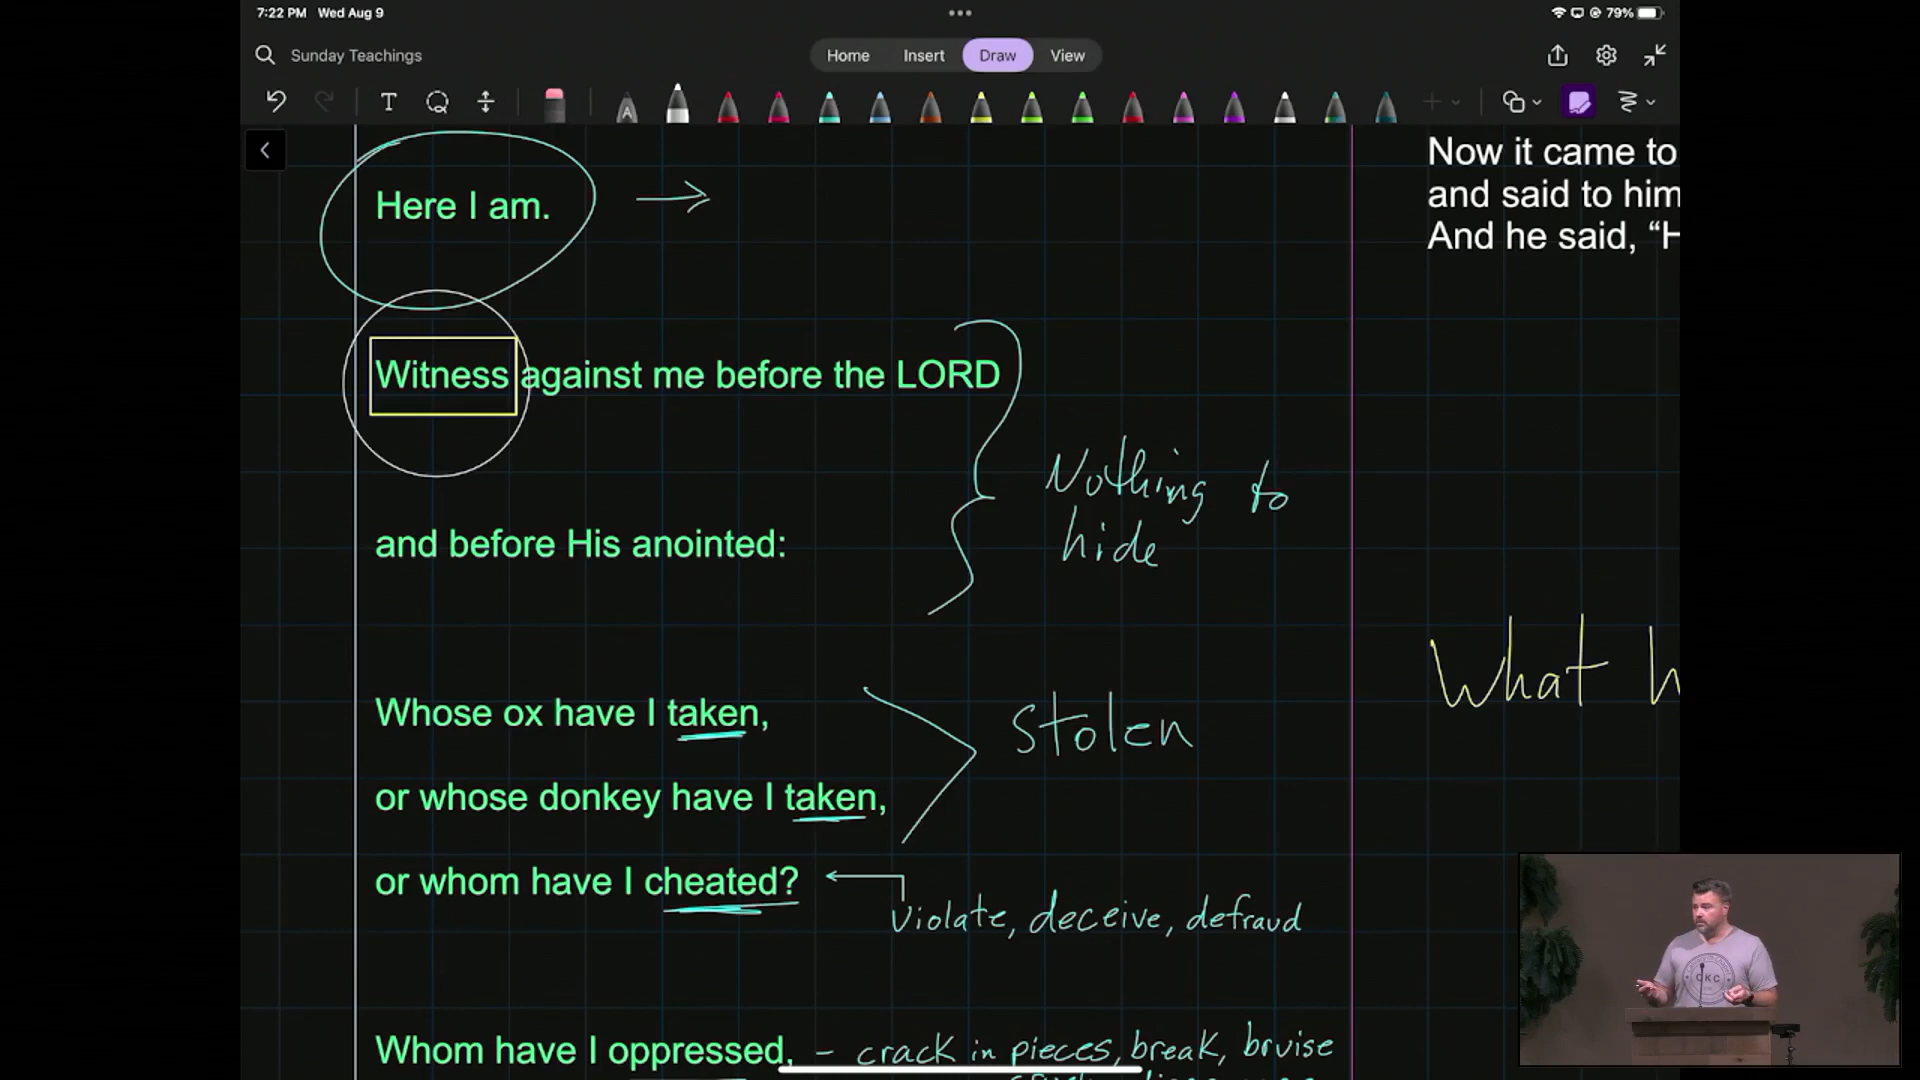 7:22 PM Wed Aug 9
79%
Sunday Teachings
Home Insert Draw View
T
A
Here I am.
Witness against me before the LORD
and before His anointed:
Nothing to
hide
Whose ox have I taken,
or whose donkey have I taken,
Stolen
or whom have I cheated?
violate, deceive, defraud
Whom have I oppressed, - crack in pieces, break, bruise
Now it came to
and said to him
And he said, “H
What h
OKC